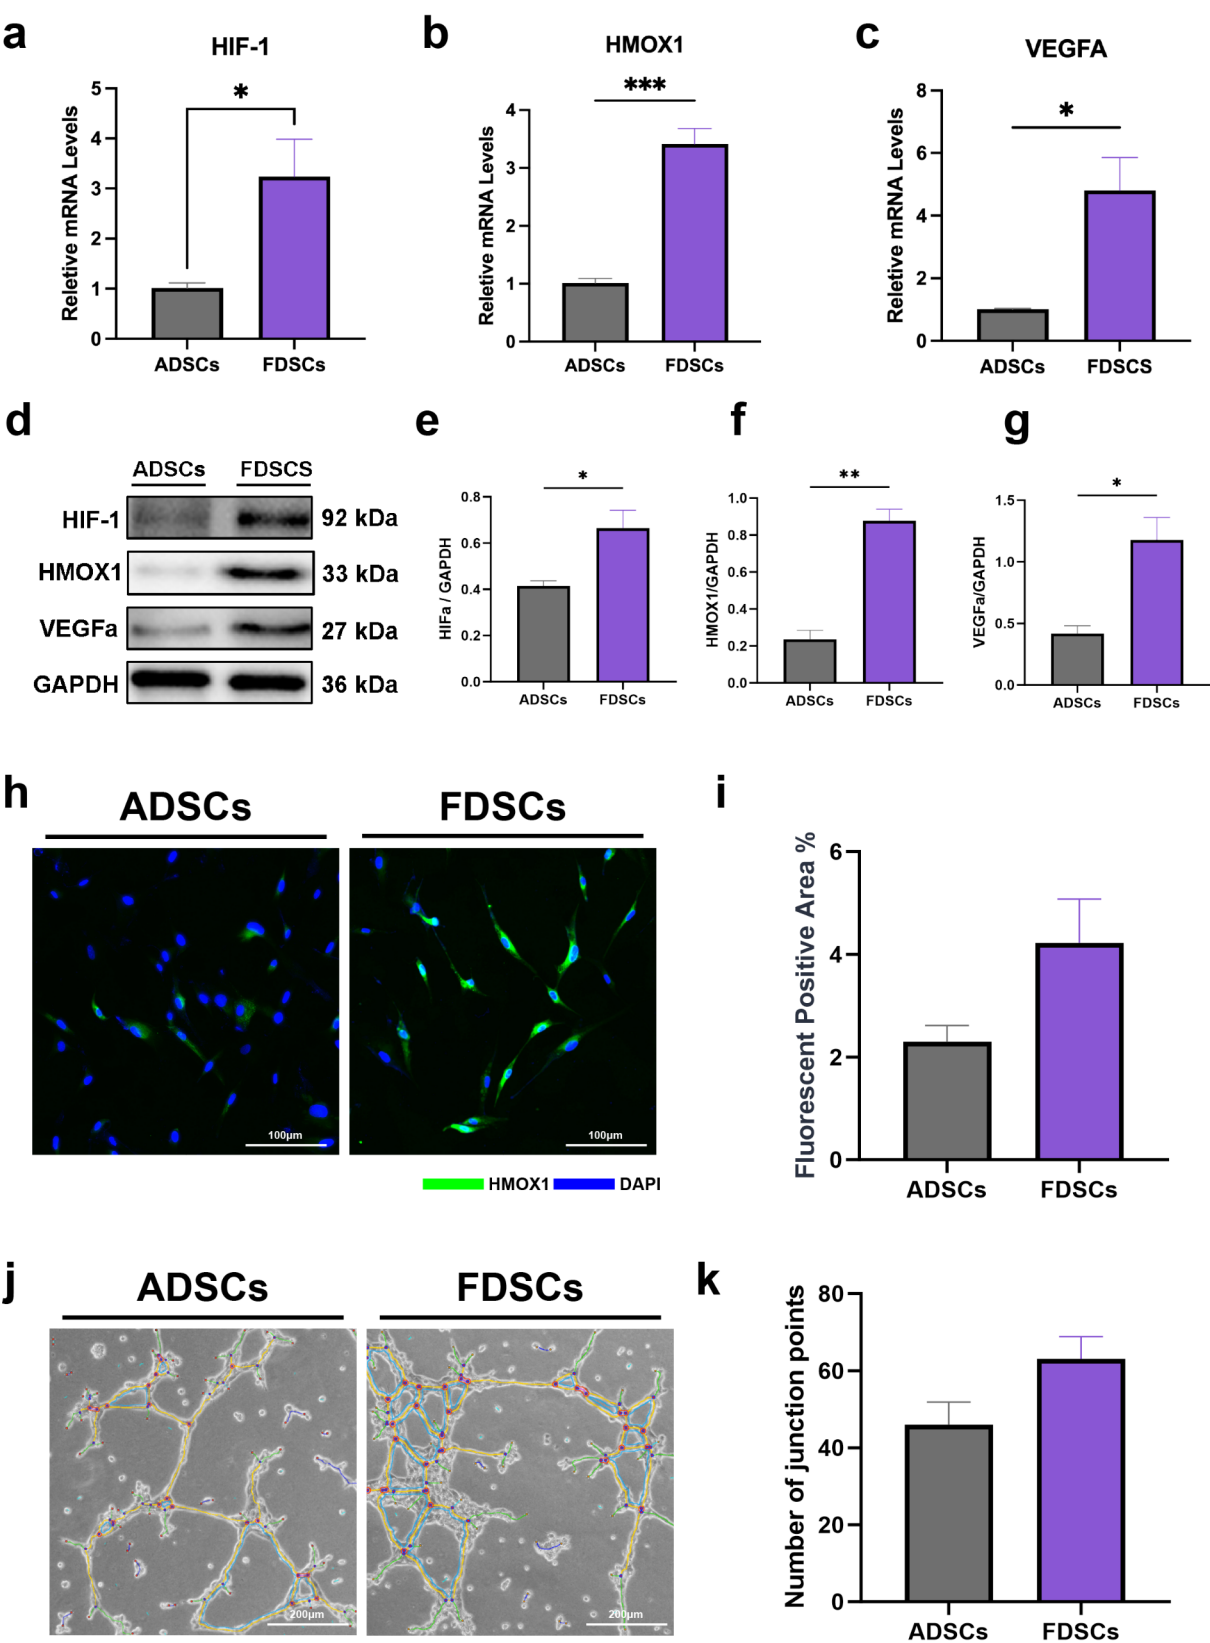 a
HIF-1
*
Reletive mRNA Levels
5
4
3
2
1
0
ADSCs FDSCs
b
HMOX1
***
Reletive mRNA Levels
4
3
2
1
0
ADSCs FDSCs
c
VEGFA
*
Reletive mRNA Levels
8
6
4
2
0
ADSCs FDSCS
d
ADSCs FDSCS
HIF-1 92 kDa
HMOX1 33 kDa
VEGFa 27 kDa
GAPDH 36 kDa
e
*
HIFa / GAPDH
0.8
0.6
0.4
0.2
0.0
ADSCs FDSCs
f
**
HMOX1/GAPDH
1.0
0.8
0.6
0.4
0.2
0.0
ADSCs FDSCs
g
*
VEGFa/GAPDH
1.5
1.0
0.5
0.0
ADSCs FDSCs
h
ADSCs FDSCs
100μm 100μm
HMOX1 DAPI
i
Fluorescent Positive Area %
6
4
2
0
ADSCs FDSCs
j
ADSCs FDSCs
200μm 200μm
k
Number of junction points
80
60
40
20
0
ADSCs FDSCs